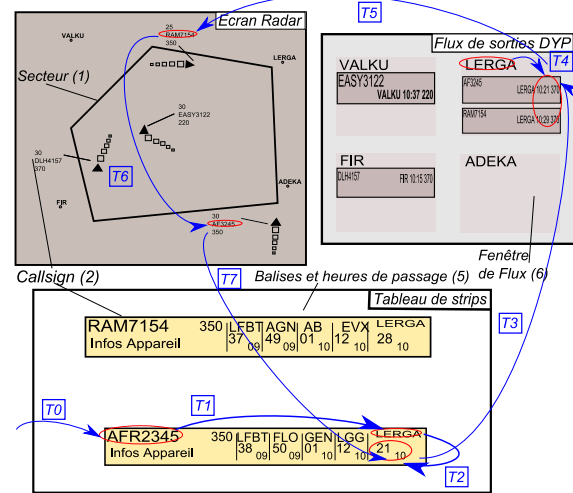 Ecran Radar
T5
25
RAM7154
350
VALKU
LERGA
Secteur (1)
30
EASY3122
220
30
DLH4157
370
T6
FIR
ADEKA
30
AF3245
350
Flux de sorties DYP
VALKU
EASY3122
VALKU 10:37 220
LERGA
T4
AF3245
LERGA 10:21 370
RAM7154
LERGA 10:29 370
FIR
DLH4157
FIR 10:15 370
ADEKA
Fenêtre
de Flux (6)
Callsign (2)
T7
Balises et heures de passage (5)
T3
Tableau de strips
RAM7154
Infos Appareil
350 LFBT AGN AB EVX LERGA
37 09 49 09 01 10 12 10 28 10
T0
T1
AFR2345
Infos Appareil
350 LFBT FLO GEN LGG LERGA
38 09 50 09 01 10 12 10 21 10
T2